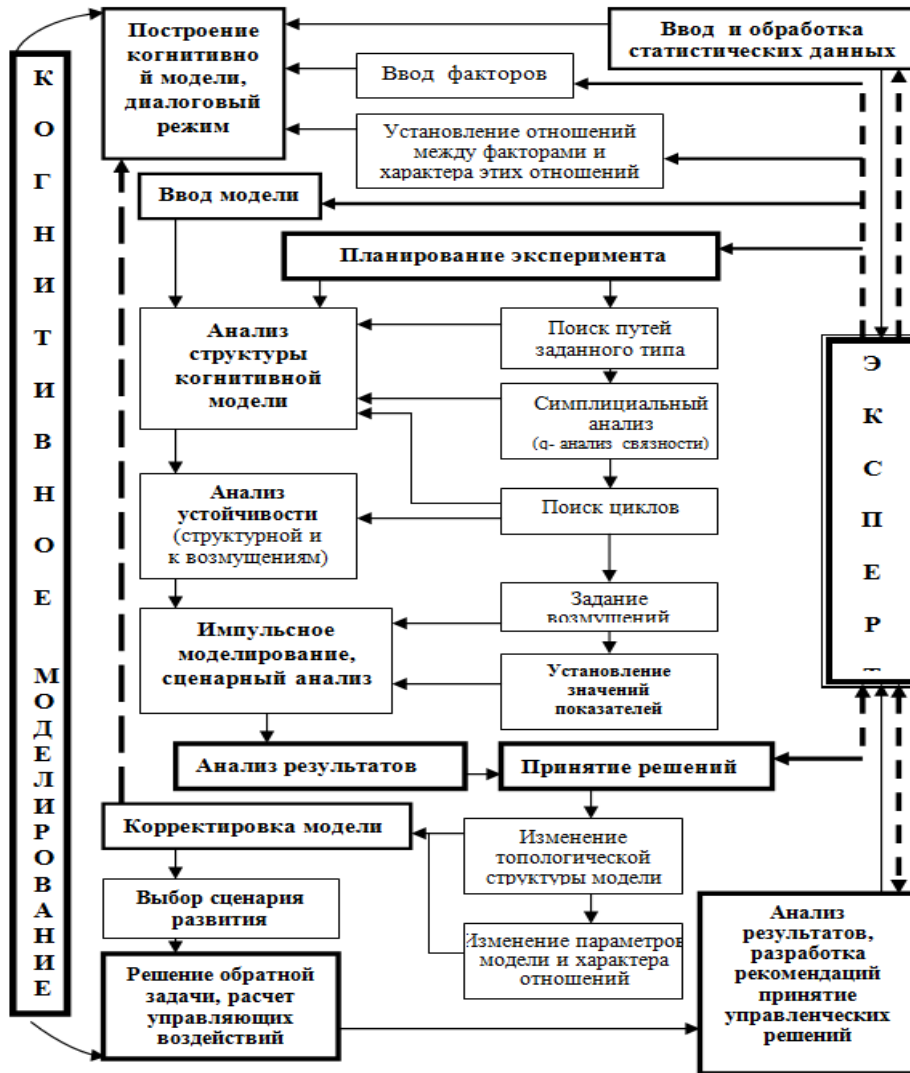 КОГНИТИВНОЕ МОДЕЛИРОВАНИЕ
Построение
когнитивно
й модели,
диалоговый
режим
Ввод и обработка
статистических данных
Ввод факторов
Установление отношений
между факторами и
характера этих отношений
Ввод модели
Планирование эксперимента
Анализ
структуры
когнитивной
модели
Поиск путей
заданного типа
Симплициальный
анализ
(q- анализ связности)
Анализ
устойчивости
(структурной и
к возмущениям)
Поиск циклов
Импульсное
моделирование,
сценарный анализ
Задание
возмущений
Установление
значений
показателей
ЭКСПЕРТ
Анализ результатов
Принятие решений
Корректировка модели
Изменение
топологической
структуры модели
Выбор сценария
развития
Изменение параметров
модели и характера
отношений
Решение обратной
задачи, расчет
управляющих
воздействий
Анализ
результатов,
разработка
рекомендаций
принятие
управленческих
решений